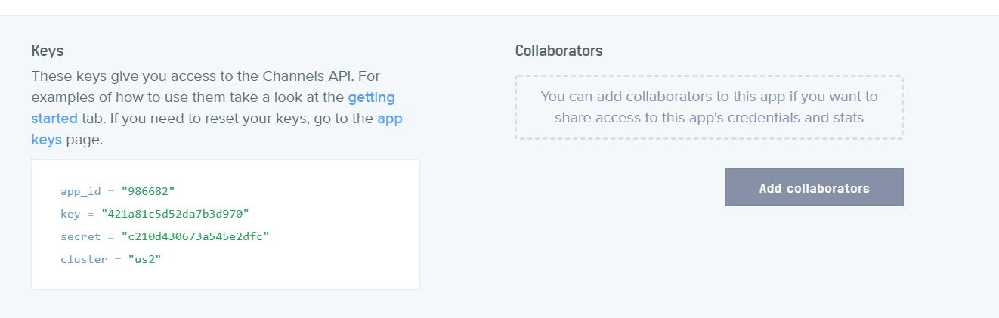 Keys
These keys give you access to the Channels API. For
examples of how to use them take a look at the getting
started tab. If you need to reset your keys, go to the app
keys page.
app_id = "986682"
key = "421a81c5d52da7b3d970"
secret = "c210d430673a545e2dfc"
cluster = "us2"
Collaborators
You can add collaborators to this app if you want to
share access to this app's credentials and stats
Add collaborators